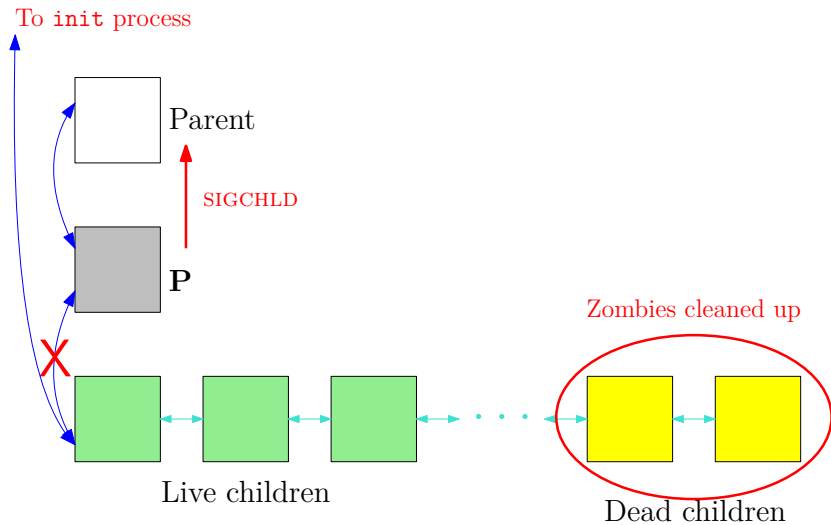 To init process
Parent
SIGCHLD
P
Zombies cleaned up
X
Live children
Dead children